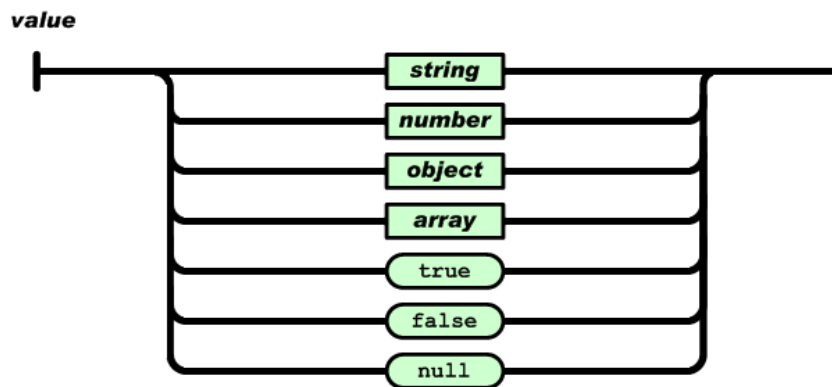 value
string
number
object
array
true
false
null